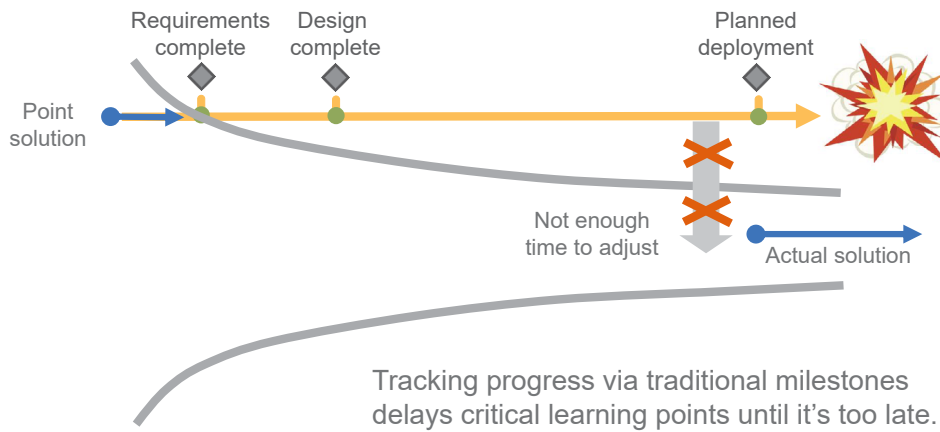 Requirements
complete
Design
complete
Planned
deployment
Point
solution
Not enough
time to adjust
Actual solution
Tracking progress via traditional milestones
delays critical learning points until it's too late.